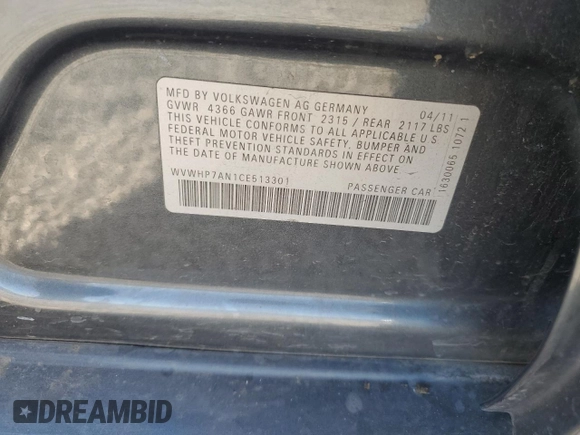 MFD BY VOLKSWAGEN AG GERMANY 04/11
GVWR 4366 GAWR FRONT 2315 / REAR 2117 LBS
THIS VEHICLE CONFORMS TO ALL APPLICABLE U S
FEDERAL MOTOR VEHICLE SAFETY, BUMPER AND
THEFT PREVENTION STANDARDS IN EFFECT ON
THE DATE OF MANUFACTURE SHOWN ABOVE.
WVWHP7AN1CE513301 PASSENGER CAR
1630065 1072 1
DREAMBID